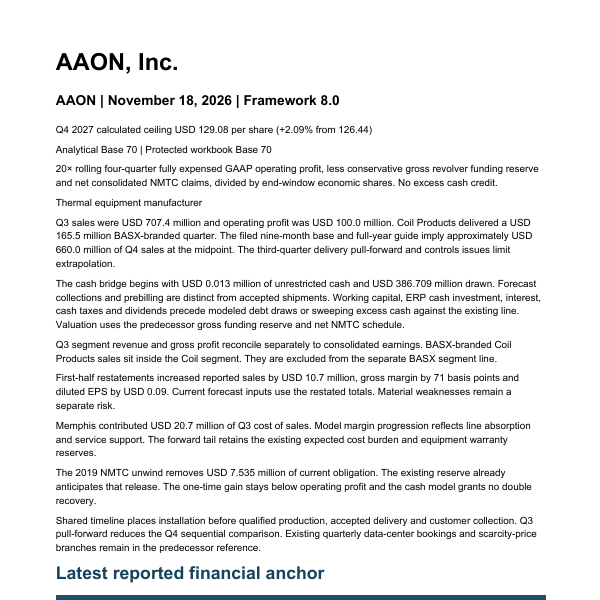 AAON, Inc.
AAON | November 18, 2026 | Framework 8.0
Q4 2027 calculated ceiling USD 129.08 per share (+2.09% from 126.44)
Analytical Base 70 | Protected workbook Base 70
20× rolling four-quarter fully expensed GAAP operating profit, less conservative gross revolver funding reserve
and net consolidated NMTC claims, divided by end-window economic shares. No excess cash credit.
Thermal equipment manufacturer
Q3 sales were USD 707.4 million and operating profit was USD 100.0 million. Coil Products delivered a USD
165.5 million BASX-branded quarter. The filed nine-month base and full-year guide imply approximately USD
660.0 million of Q4 sales at the midpoint. The third-quarter delivery pull-forward and controls issues limit
extrapolation.
The cash bridge begins with USD 0.013 million of unrestricted cash and USD 386.709 million drawn. Forecast
collections and prebilling are distinct from accepted shipments. Working capital, ERP cash investment, interest,
cash taxes and dividends precede modeled debt draws or sweeping excess cash against the existing line.
Valuation uses the predecessor gross funding reserve and net NMTC schedule.
Q3 segment revenue and gross profit reconcile separately to consolidated earnings. BASX-branded Coil
Products sales sit inside the Coil segment. They are excluded from the separate BASX segment line.
First-half restatements increased reported sales by USD 10.7 million, gross margin by 71 basis points and
diluted EPS by USD 0.09. Current forecast inputs use the restated totals. Material weaknesses remain a
separate risk.
Memphis contributed USD 20.7 million of Q3 cost of sales. Model margin progression reflects line absorption
and service support. The forward tail retains the existing expected cost burden and equipment warranty
reserves.
The 2019 NMTC unwind removes USD 7.535 million of current obligation. The existing reserve already
anticipates that release. The one-time gain stays below operating profit and the cash model grants no double
recovery.
Shared timeline places installation before qualified production, accepted delivery and customer collection. Q3
pull-forward reduces the Q4 sequential comparison. Existing quarterly data-center bookings and scarcity-price
branches remain in the predecessor reference.
Latest reported financial anchor